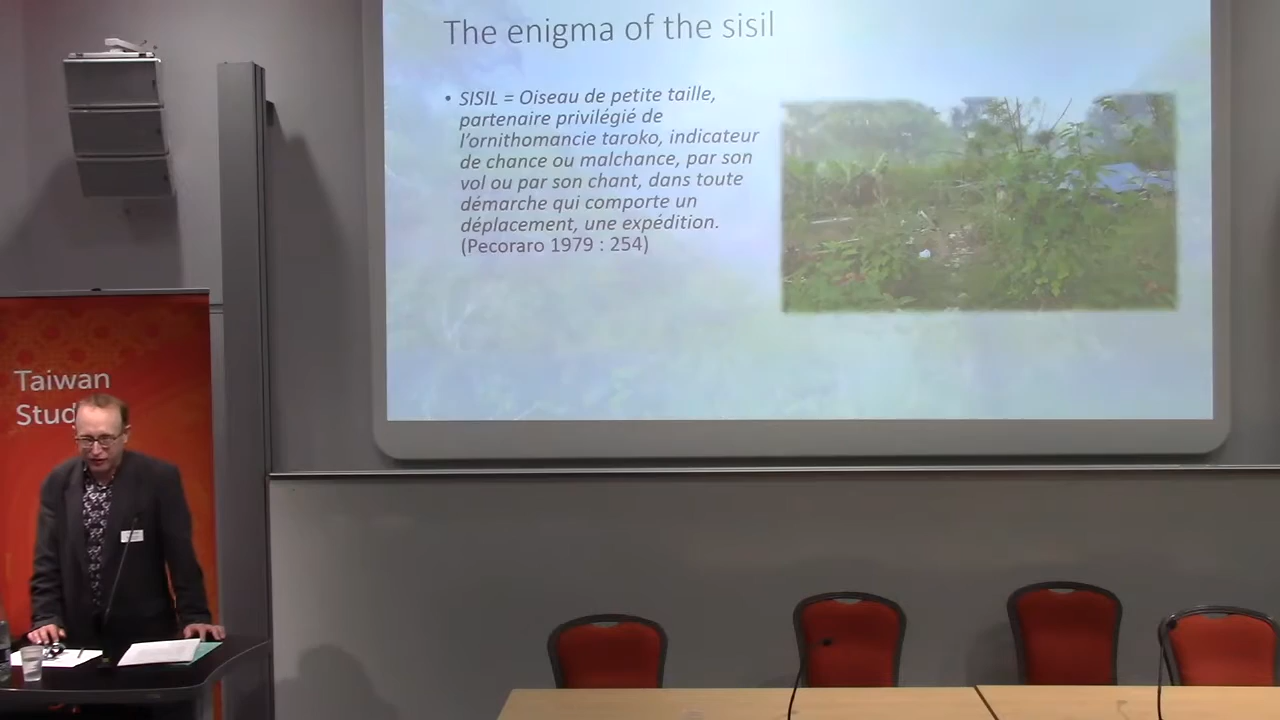 The enigma of the sisil
• SISIL = Oiseau de petite taille,
partenaire privilégié de
l'ornithomancie taroko, indicateur
de chance ou malchance, par son
vol ou par son chant, dans toute
démarche qui comporte un
déplacement, une expédition.
(Pecoraro 1979 : 254)
Taiwan
Stud